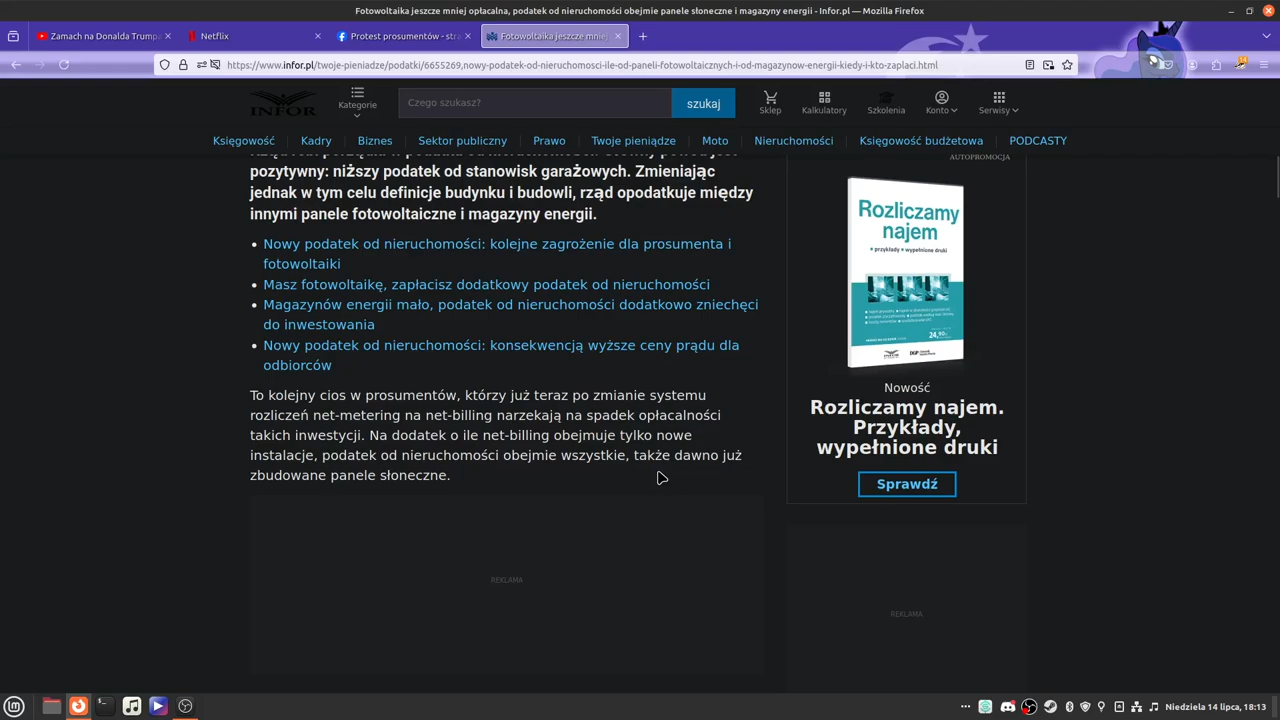 Fotowoltaika jeszcze mniej opłacalna, podatek od nieruchomości obejmie panele słoneczne i magazyny energii - Infor.pl — Mozilla Firefox
Zamach na Donalda Trumpa
Netflix
Protest prosumentów - stra
Fotowoltaika jeszcze mniej
https://www.infor.pl/twoje-pieniadze/podatki/6655269,nowy-podatek-od-nieruchomosci-ile-od-paneli-fotowoltaicznych-i-od-magazynow-energii-kiedy-i-kto-zaplaci.html
INFOR
Kategorie
Czego szukasz?
szukaj
Sklep
Kalkulatory
Szkolenia
Konto
Serwisy
Księgowość
Kadry
Biznes
Sektor publiczny
Prawo
Twoje pieniądze
Moto
Nieruchomości
Księgowość budżetowa
PODCASTY
pozytywny: niższy podatek od stanowisk garażowych. Zmieniając
jednak w tym celu definicje budynku i budowli, rząd opodatkuje między
innymi panele fotowoltaiczne i magazyny energii.
Nowy podatek od nieruchomości: kolejne zagrożenie dla prosumenta i
fotowoltaiki
Masz fotowoltaikę, zapłacisz dodatkowy podatek od nieruchomości
Magazynów energii mało, podatek od nieruchomości dodatkowo zniechęci
do inwestowania
Nowy podatek od nieruchomości: konsekwencją wyższe ceny prądu dla
odbiorców
To kolejny cios w prosumentów, którzy już teraz po zmianie systemu
rozliczeń net-metering na net-billing narzekają na spadek opłacalności
takich inwestycji. Na dodatek o ile net-billing obejmuje tylko nowe
instalacje, podatek od nieruchomości obejmie wszystkie, także dawno już
zbudowane panele słoneczne.
REKLAMA
AUTOPROMOCJA
Rozliczamy
najem
• przykłady • wypełnione druki
24,90
Nowość
Rozliczamy najem.
Przykłady,
wypełnione druki
Sprawdź
REKLAMA
Niedziela 14 lipca, 18:13